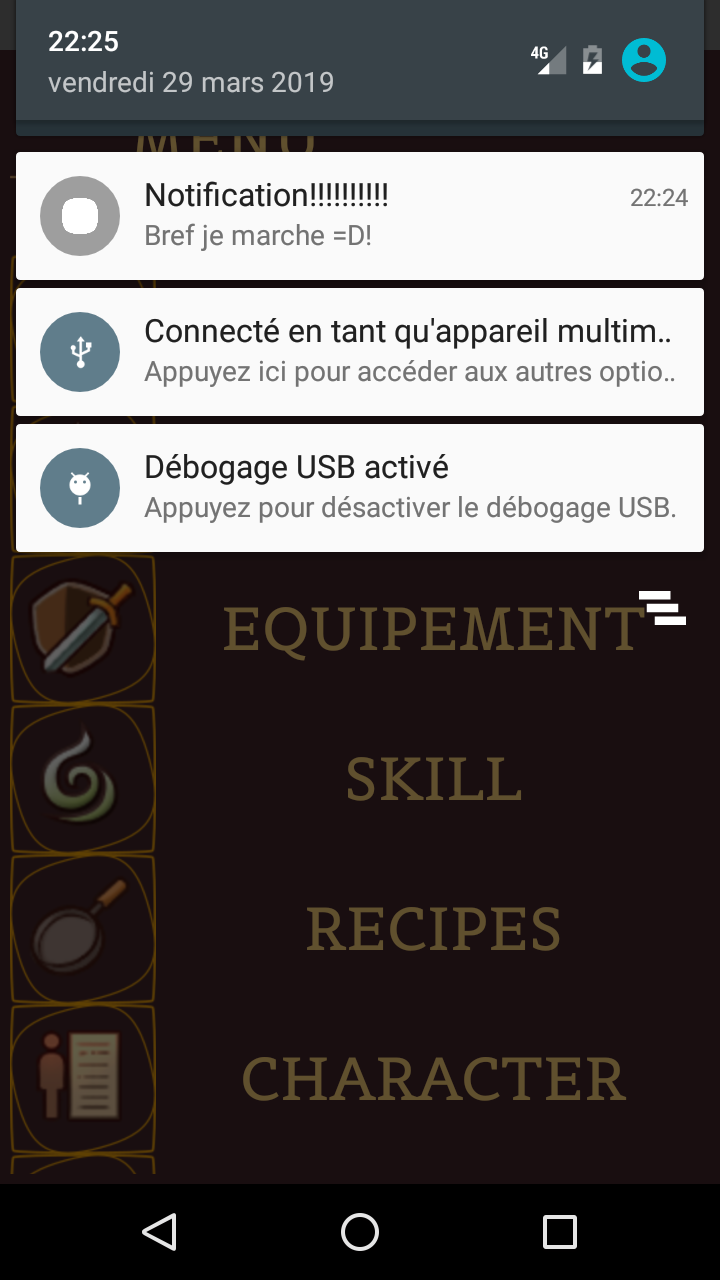 22:25
4G
vendredi 29 mars 2019
MENU
Notification!!!!!!!!!! 22:24
Bref je marche =D!
Connecté en tant qu'appareil multim..
Appuyez ici pour accéder aux autres optio..
Débogage USB activé
Appuyez pour désactiver le débogage USB.
EQUIPEMENT
SKILL
RECIPES
CHARACTER